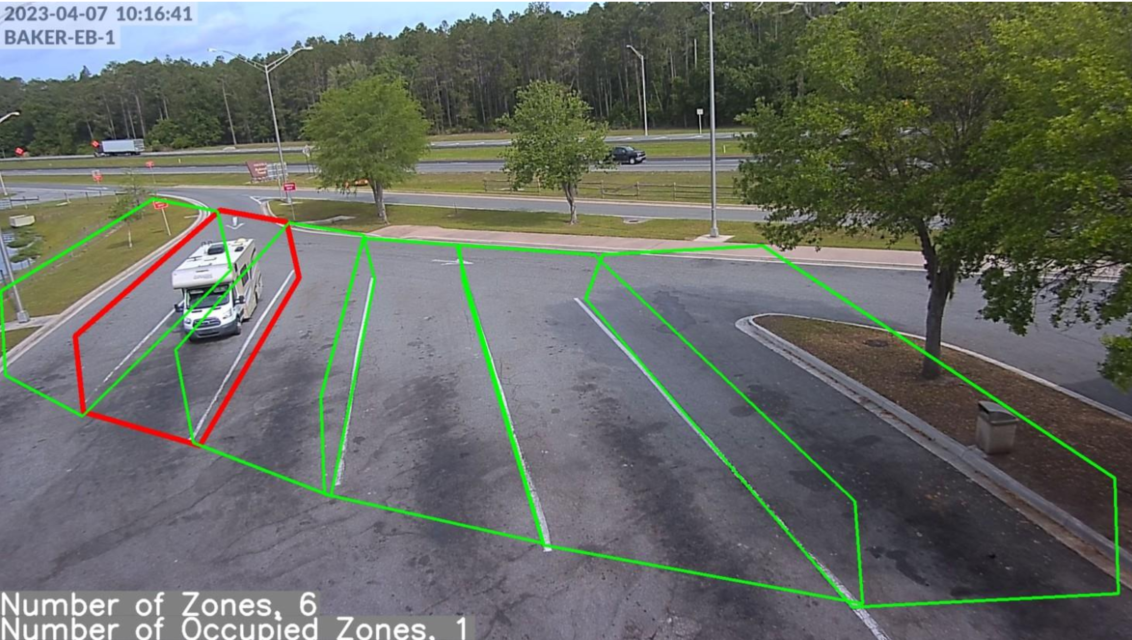 2023-04-07 10:16:41
BAKER-EB-1
Number of Zones, 6
Number of Occupied Zones, 1